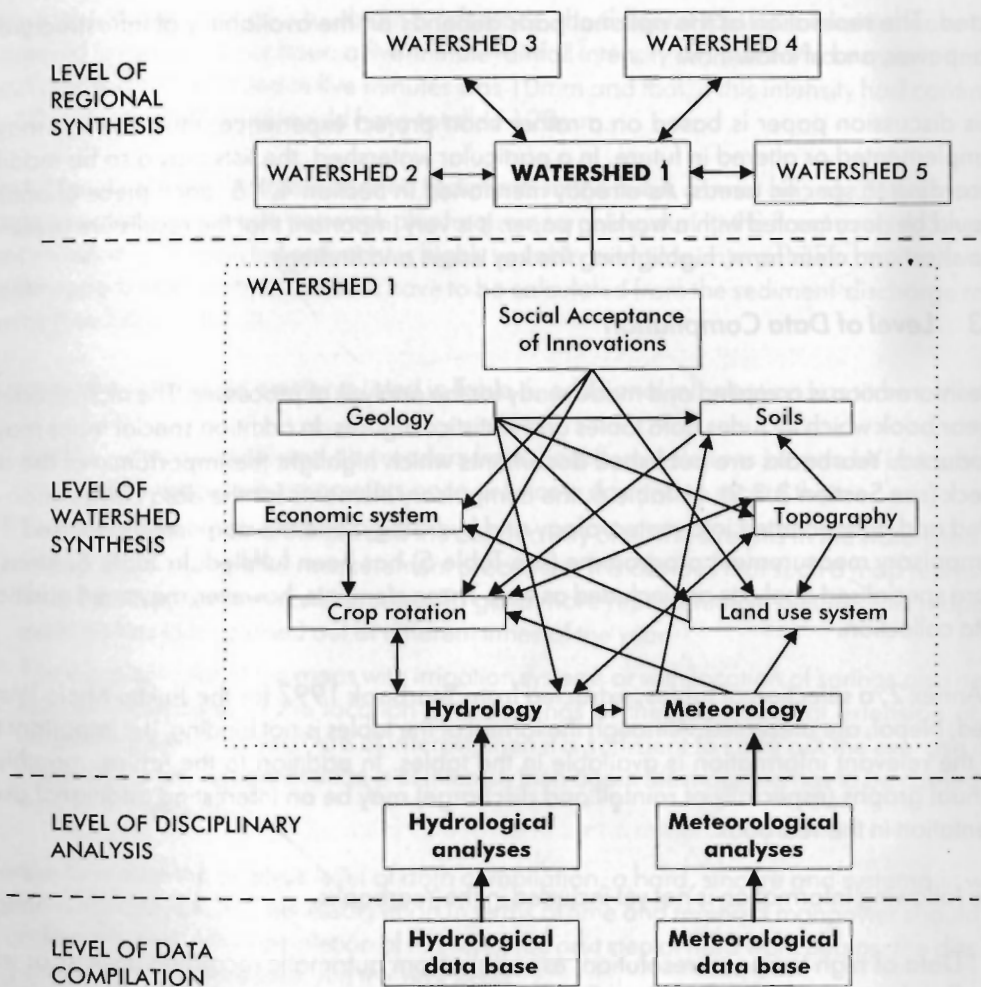 WATERSHED 3
WATERSHED 4
LEVEL OF
REGIONAL
SYNTHESIS
WATERSHED 2
WATERSHED 1
WATERSHED 5
WATERSHED 1
Social Acceptance
of Innovations
Geology
Soils
LEVEL OF
WATERSHED
SYNTHESIS
Economic system
Topography
Crop rotation
Land use system
Hydrology
Meteorology
LEVEL OF DISCIPLINARY
ANALYSIS
Hydrological
analyses
Meteorological
analyses
LEVEL OF DATA
COMPILATION
Hydrological
data base
Meteorological
data base